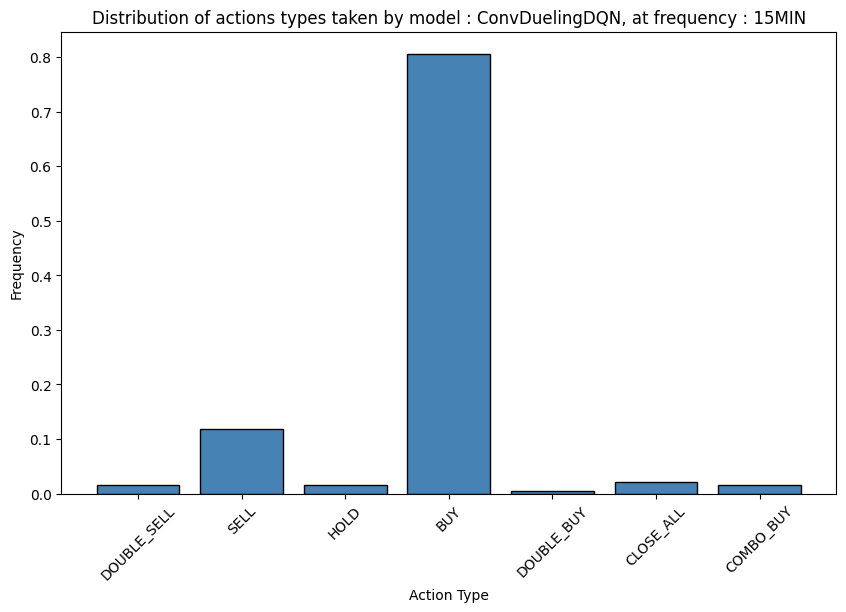 Distribution of actions types taken by model : ConvDuelingDQN, at frequency : 15MIN
0.8
0.7
0.6
0.5
0.4
0.3
0.2
0.1
0.0
Frequency
DOUBLE_SELL
SELL
HOLD
BUY
DOUBLE_BUY
CLOSE_ALL
COMBO_BUY
Action Type